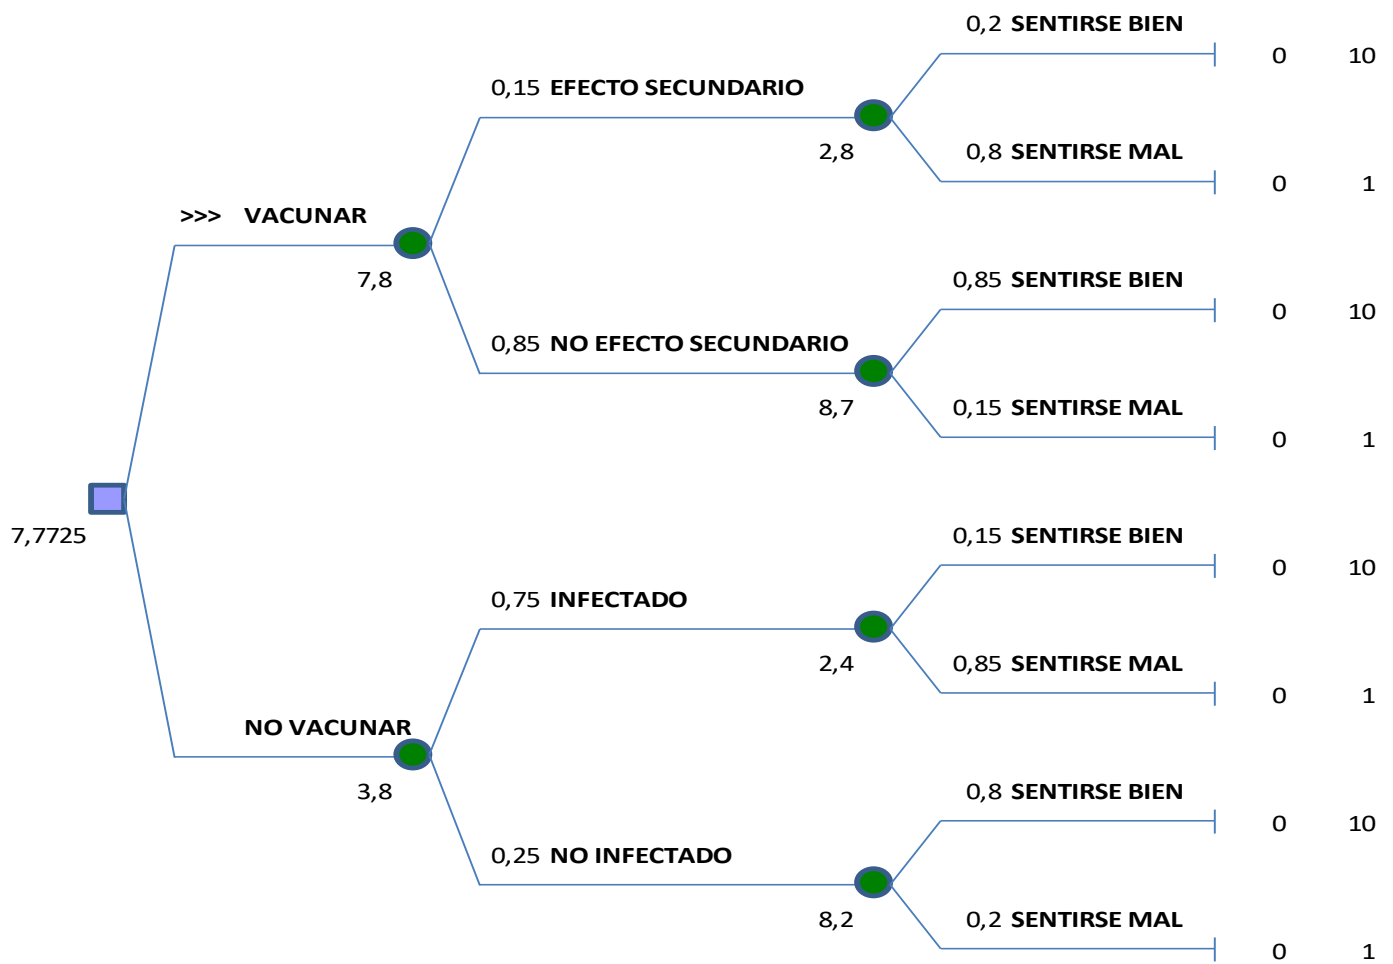 0,2 SENTIRSE BIEN
0 10
0,15 EFECTO SECUNDARIO
2,8
0,8 SENTIRSE MAL
0 1
>>> VACUNAR
7,8
0,85 SENTIRSE BIEN
0 10
0,85 NO EFECTO SECUNDARIO
8,7
0,15 SENTIRSE MAL
0 1
7,7725
0,15 SENTIRSE BIEN
0 10
0,75 INFECTADO
2,4
0,85 SENTIRSE MAL
0 1
NO VACUNAR
3,8
0,8 SENTIRSE BIEN
0 10
0,25 NO INFECTADO
8,2
0,2 SENTIRSE MAL
0 1